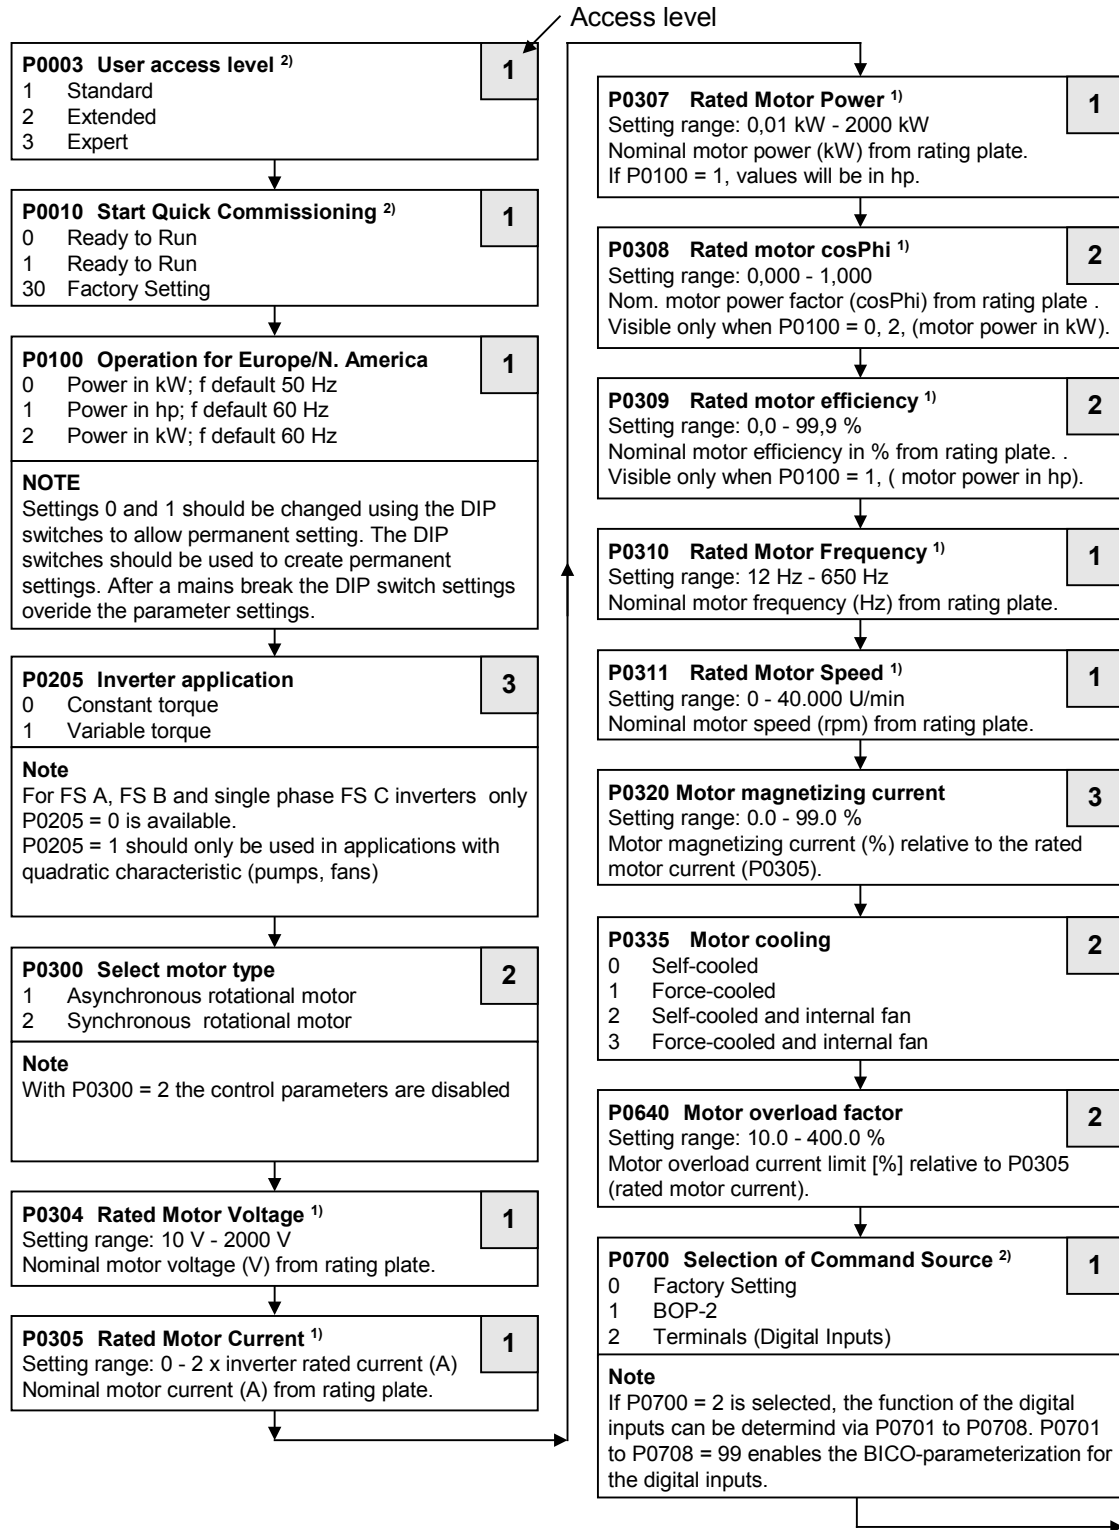 Access level
P0003 User access level 2)
1
1 Standard
2 Extended
3 Expert
P0010 Start Quick Commissioning 2)
1
0 Ready to Run
1 Ready to Run
30 Factory Setting
P0100 Operation for Europe/N. America
1
0 Power in kW; f default 50 Hz
1 Power in hp; f default 60 Hz
2 Power in kW; f default 60 Hz
NOTE
Settings 0 and 1 should be changed using the DIP
switches to allow permanent setting. The DIP
switches should be used to create permanent
settings. After a mains break the DIP switch settings
overide the parameter settings.
P0205 Inverter application
3
0 Constant torque
1 Variable torque
Note
For FS A, FS B and single phase FS C inverters only
P0205 = 0 is available.
P0205 = 1 should only be used in applications with
quadratic characteristic (pumps, fans)
P0300 Select motor type
2
1 Asynchronous rotational motor
2 Synchronous rotational motor
Note
With P0300 = 2 the control parameters are disabled
P0304 Rated Motor Voltage 1)
1
Setting range: 10 V - 2000 V
Nominal motor voltage (V) from rating plate.
P0305 Rated Motor Current 1)
1
Setting range: 0 - 2 x inverter rated current (A)
Nominal motor current (A) from rating plate.
P0307 Rated Motor Power 1)
1
Setting range: 0,01 kW - 2000 kW
Nominal motor power (kW) from rating plate.
If P0100 = 1, values will be in hp.
P0308 Rated motor cosPhi 1)
2
Setting range: 0,000 - 1,000
Nom. motor power factor (cosPhi) from rating plate .
Visible only when P0100 = 0, 2, (motor power in kW).
P0309 Rated motor efficiency 1)
2
Setting range: 0,0 - 99,9 %
Nominal motor efficiency in % from rating plate. .
Visible only when P0100 = 1, ( motor power in hp).
P0310 Rated Motor Frequency 1)
1
Setting range: 12 Hz - 650 Hz
Nominal motor frequency (Hz) from rating plate.
P0311 Rated Motor Speed 1)
1
Setting range: 0 - 40.000 U/min
Nominal motor speed (rpm) from rating plate.
P0320 Motor magnetizing current
3
Setting range: 0.0 - 99.0 %
Motor magnetizing current (%) relative to the rated
motor current (P0305).
P0335 Motor cooling
2
0 Self-cooled
1 Force-cooled
2 Self-cooled and internal fan
3 Force-cooled and internal fan
P0640 Motor overload factor
2
Setting range: 10.0 - 400.0 %
Motor overload current limit [%] relative to P0305
(rated motor current).
P0700 Selection of Command Source 2)
1
0 Factory Setting
1 BOP-2
2 Terminals (Digital Inputs)
Note
If P0700 = 2 is selected, the function of the digital
inputs can be determind via P0701 to P0708. P0701
to P0708 = 99 enables the BICO-parameterization for
the digital inputs.